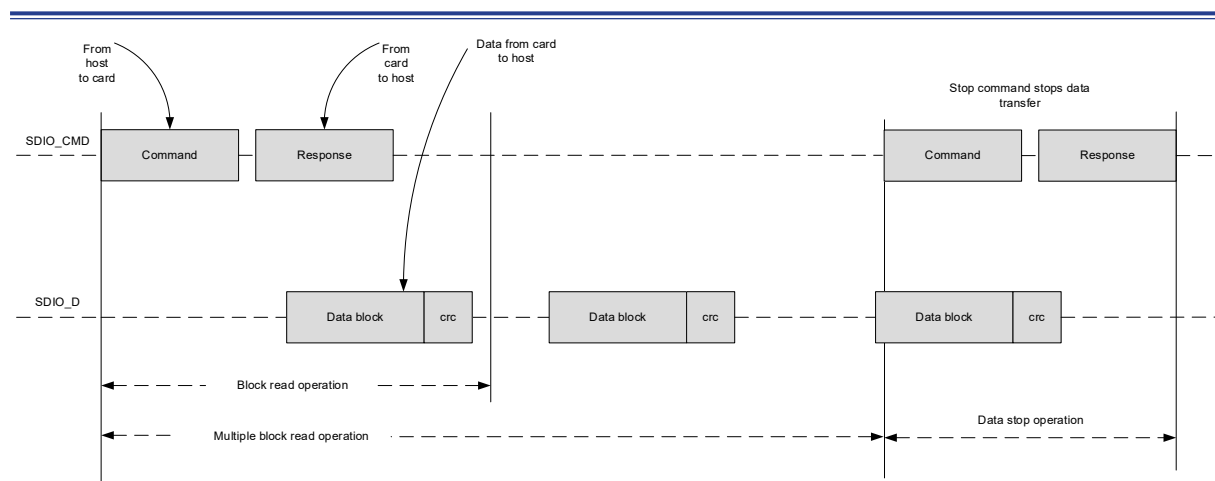 From
host
to card
From
card
to host
Data from card
to host
Stop command stops data
transfer
SDIO_CMD
Command
Response
Command
Response
SDIO_D
Data block
crc
Data block
crc
Data block
crc
Block read operation
Multiple block read operation
Data stop operation